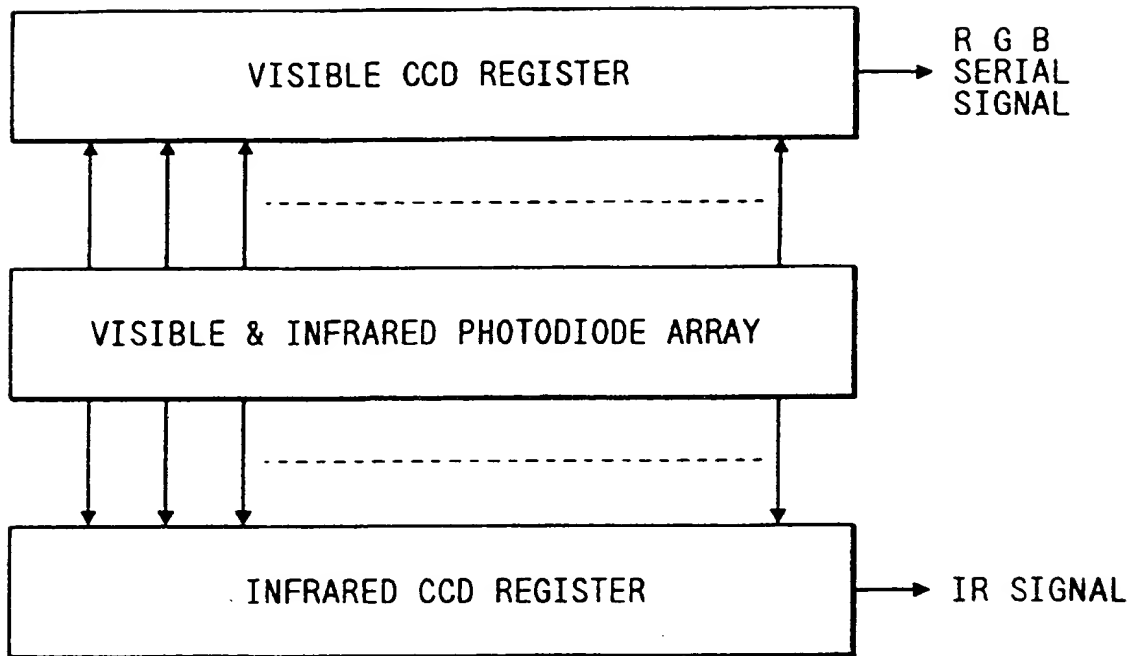 VISIBLE CCD REGISTER
R G B
SERIAL
SIGNAL
VISIBLE & INFRARED PHOTODIODE ARRAY
INFRARED CCD REGISTER
IR SIGNAL